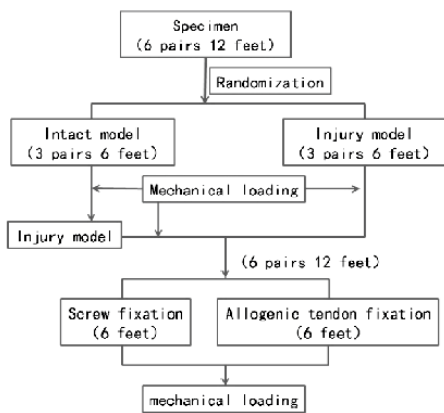 Specimen
(6 pairs 12 feet)
Randomization
Intact model
(3 pairs 6 feet)
Injury model
(3 pairs 6 feet)
Mechanical loading
Injury model
(6 pairs 12 feet)
Screw fixation
(6 feet)
Allogenic tendon fixation
(6 feet)
mechanical loading